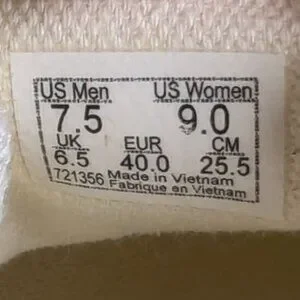 US Men US Women
7.5 9.0
UK EUR CM
6.5 40.0 25.5
721356 Made in Vietnam
Fabrique en Vietnam